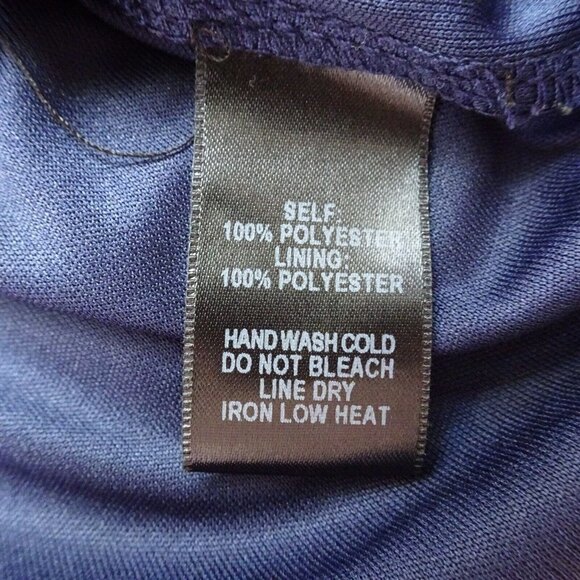 SELF:
100% POLYESTER
LINING:
100% POLYESTER
HAND WASH COLD
DO NOT BLEACH
LINE DRY
IRON LOW HEAT